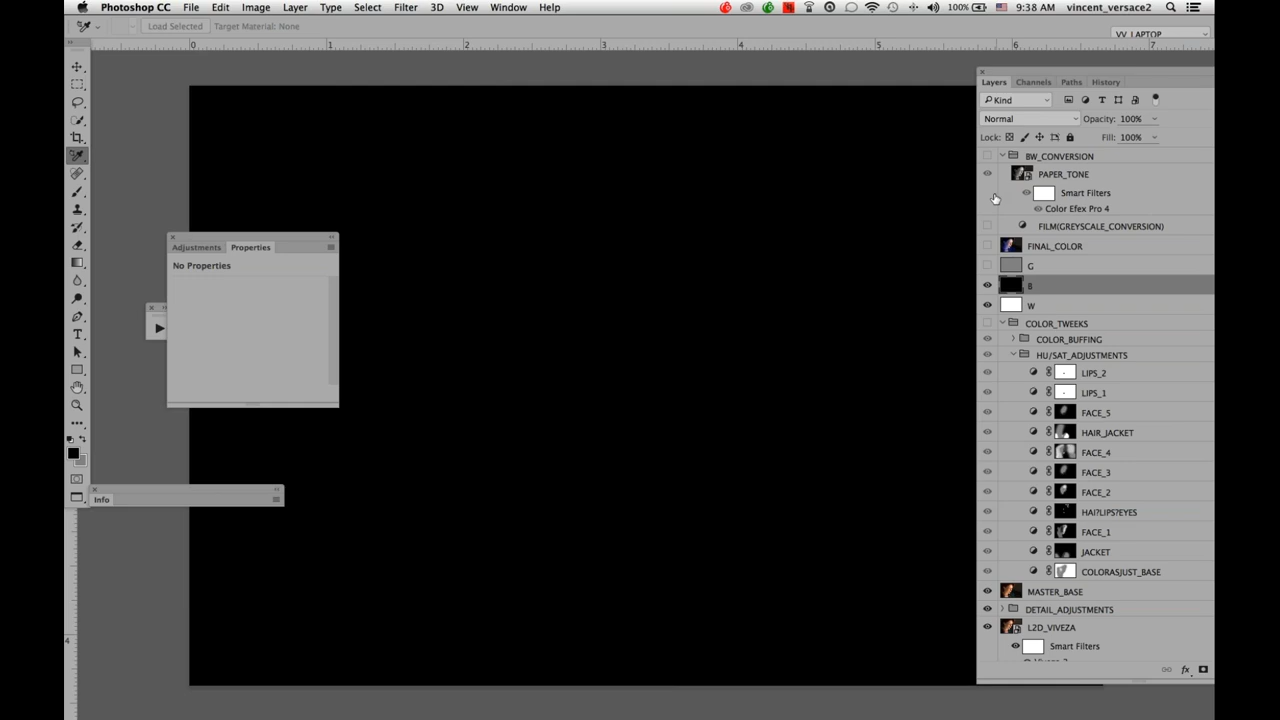 Photoshop CC File Edit Image Layer Type Select Filter 3D View Window Help 100% 9:38 AM vincent_versace2
Load Selected Target Material: None
VV_LAPTOP
0 1 2 3 4 5 6 7
Layers Channels Paths History
Kind
Normal Opacity: 100%
Lock: Fill: 100%
BW_CONVERSION
PAPER_TONE
Smart Filters
Color Efex Pro 4
FILM(GREYSCALE_CONVERSION)
Adjustments Properties
FINAL_COLOR
No Properties
G
B
W
COLOR_TWEEKS
COLOR_BUFFING
HU/SAT_ADJUSTMENTS
LIPS_2
LIPS_1
FACE_5
HAIR_JACKET
FACE_4
FACE_3
FACE_2
Info
HAI?LIPS?EYES
FACE_1
JACKET
COLORASJUST_BASE
MASTER_BASE
DETAIL_ADJUSTMENTS
L2D_VIVEZA
4
Smart Filters
fx